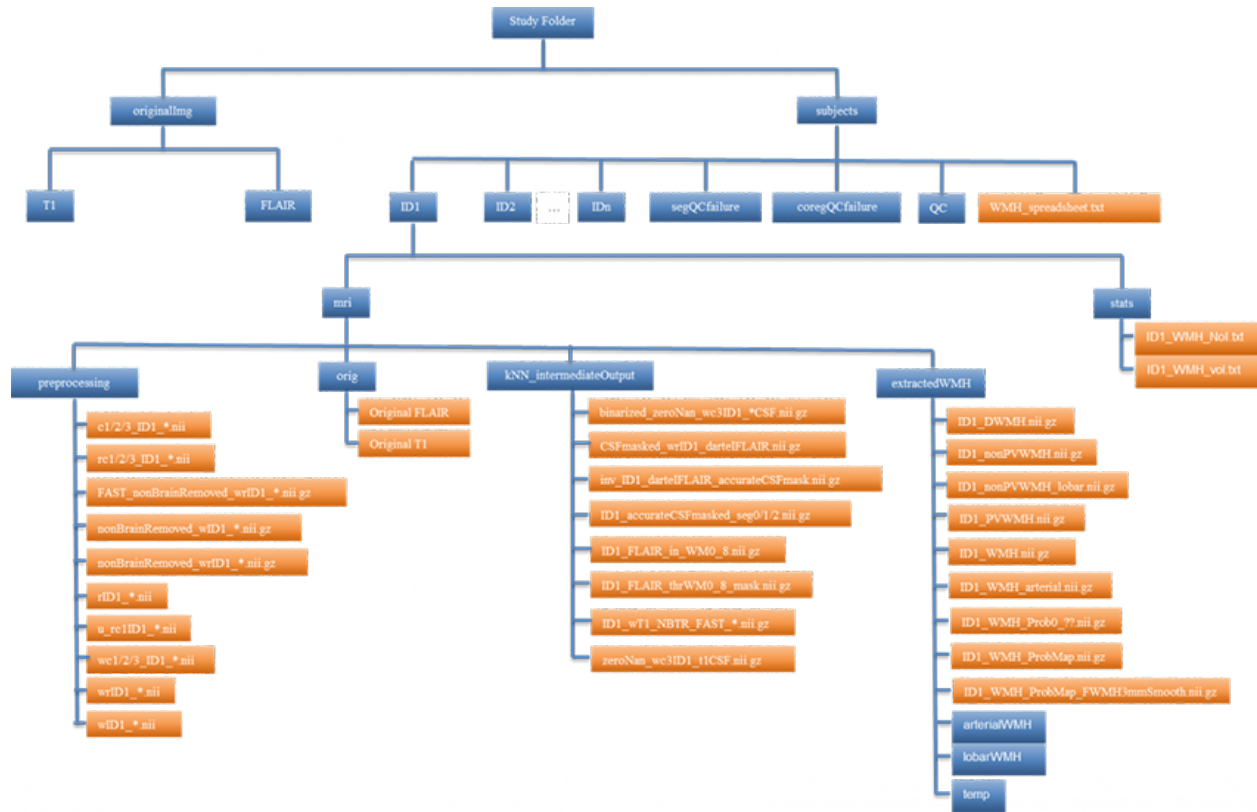 Study Folder
originalImg
subjects
T1
FLAIR
ID1
ID2
...
IDn
segQCfailure
coregQCfailure
QC
WMH_spreadsheet.txt
mri
stats
ID1_WMH_NoI.txt
ID1_WMH_vol.txt
preprocessing
orig
kNN_intermediateOutput
extractedWMH
c1/2/3_ID1_*.nii
rc1/2/3_ID1_*.nii
FAST_nonBrainRemoved_wrID1_*.nii.gz
nonBrainRemoved_wID1_*.nii.gz
nonBrainRemoved_wrID1_*.nii.gz
rID1_*.nii
u_rc1ID1_*.nii
wc1/2/3_ID1_*.nii
wrID1_*.nii
wID1_*.nii
Original FLAIR
Original T1
binarized_zeroNan_wc3ID1_*CSF.nii.gz
CSFmasked_wrID1_dartelFLAIR.nii.gz
inv_ID1_dartelFLAIR_accurateCSFmask.nii.gz
ID1_accurateCSFmasked_seg0/1/2.nii.gz
ID1_FLAIR_in_WM0_8.nii.gz
ID1_FLAIR_thrWM0_8_mask.nii.gz
ID1_wT1_NBTR_FAST_*.nii.gz
zeroNan_wc3ID1_t1CSF.nii.gz
ID1_DWMH.nii.gz
ID1_nonPVWMH.nii.gz
ID1_nonPVWMH_lobar.nii.gz
ID1_PVWMH.nii.gz
ID1_WMH.nii.gz
ID1_WMH_arterial.nii.gz
ID1_WMH_Prob0_??.nii.gz
ID1_WMH_ProbMap.nii.gz
ID1_WMH_ProbMap_FWHM3mmSmooth.nii.gz
arterialWMH
lobarWMH
temp